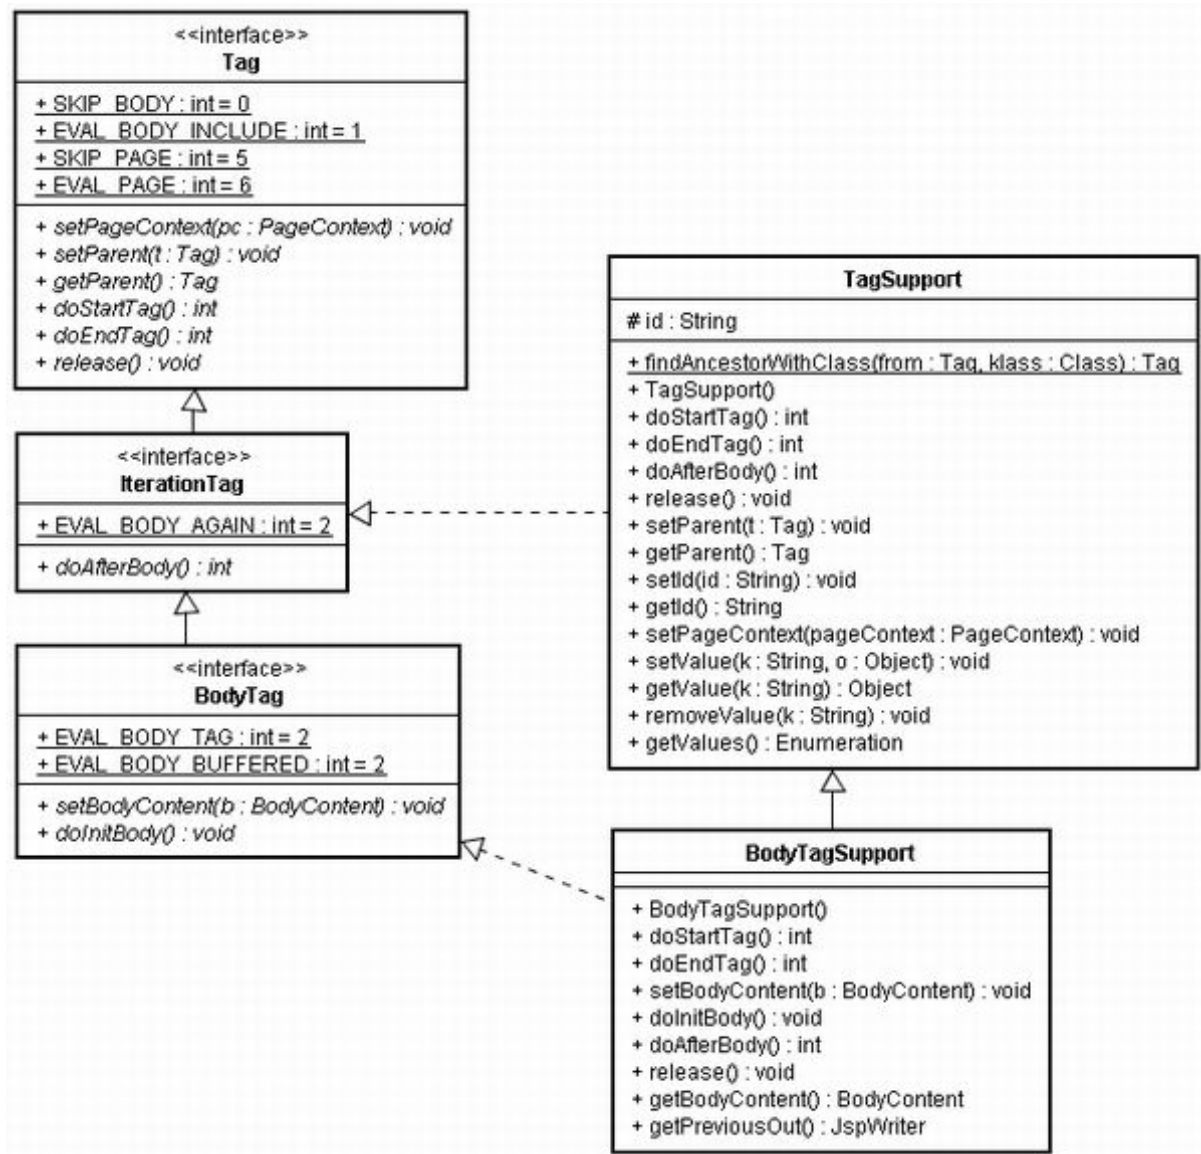 <<interface>>
Tag
+ SKIP_BODY : int = 0
+ EVAL_BODY_INCLUDE : int = 1
+ SKIP_PAGE : int = 5
+ EVAL_PAGE : int = 6
+ setPageContext(pc : PageContext) : void
+ setParent(t : Tag) : void
+ getParent() : Tag
+ doStartTag() : int
+ doEndTag() : int
+ release() : void
<<interface>>
IterationTag
+ EVAL_BODY_AGAIN : int = 2
+ doAfterBody() : int
<<interface>>
BodyTag
+ EVAL_BODY_TAG : int = 2
+ EVAL_BODY_BUFFERED : int = 2
+ setBodyContent(b : BodyContent) : void
+ doInitBody() : void
TagSupport
# id : String
+ findAncestorWithClass(from : Tag, klass : Class) : Tag
+ TagSupport()
+ doStartTag() : int
+ doEndTag() : int
+ doAfterBody() : int
+ release() : void
+ setParent(t : Tag) : void
+ getParent() : Tag
+ setId(id : String) : void
+ getId() : String
+ setPageContext(pageContext : PageContext) : void
+ setValue(k : String, o : Object) : void
+ getValue(k : String) : Object
+ removeValue(k : String) : void
+ getValues() : Enumeration
BodyTagSupport
+ BodyTagSupport()
+ doStartTag() : int
+ doEndTag() : int
+ setBodyContent(b : BodyContent) : void
+ doInitBody() : void
+ doAfterBody() : int
+ release() : void
+ getBodyContent() : BodyContent
+ getPreviousOut() : JspWriter